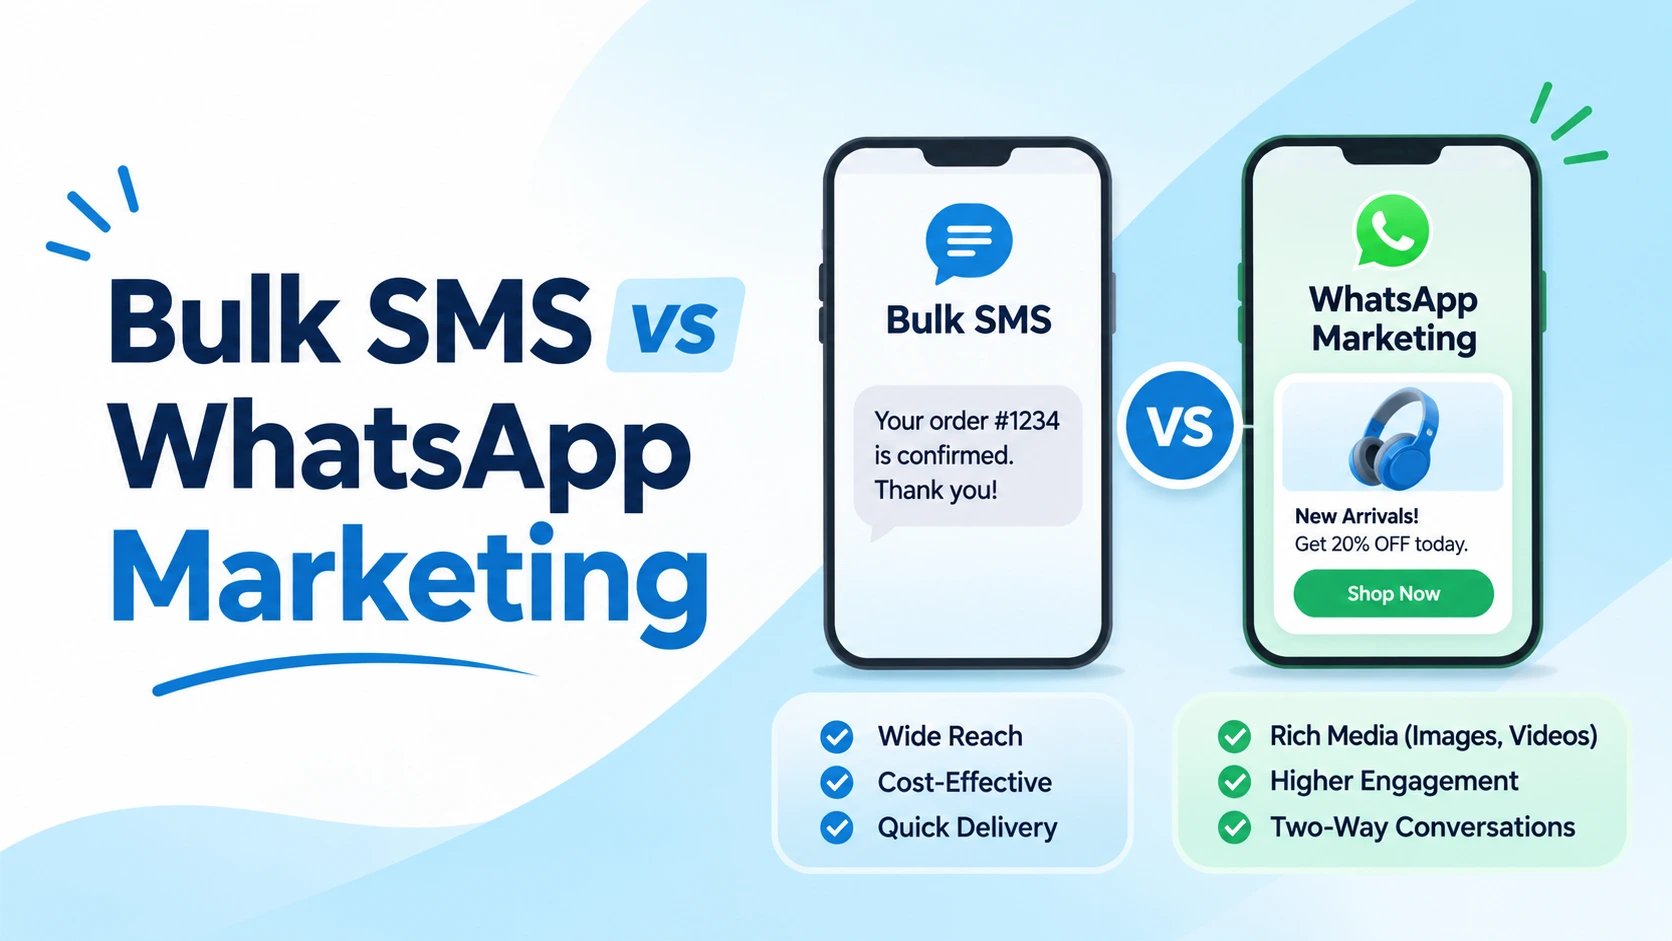 Bulk SMS VS
WhatsApp
Marketing
Bulk SMS
Your order #1234
is confirmed.
Thank you!
VS
WhatsApp
Marketing
New Arrivals!
Get 20% OFF today.
Shop Now
Wide Reach
Cost-Effective
Quick Delivery
Rich Media (Images, Videos)
Higher Engagement
Two-Way Conversations